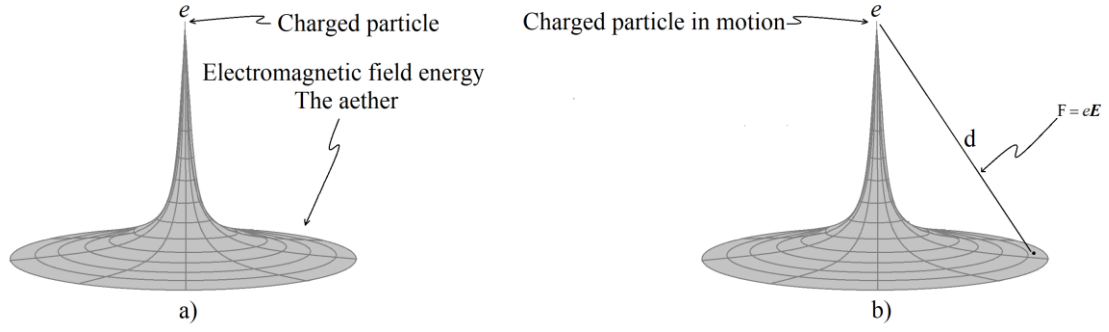 e
Charged particle
Electromagnetic field energy
The aether
a)
e
Charged particle in motion
F = eE
d
b)